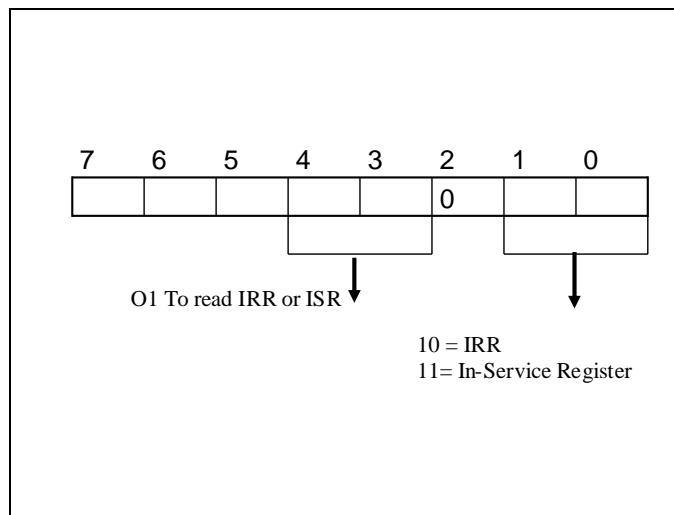 7 6 5 4 3 2 1 0
0
O1 To read IRR or ISR
10 = IRR
11= In-Service Register